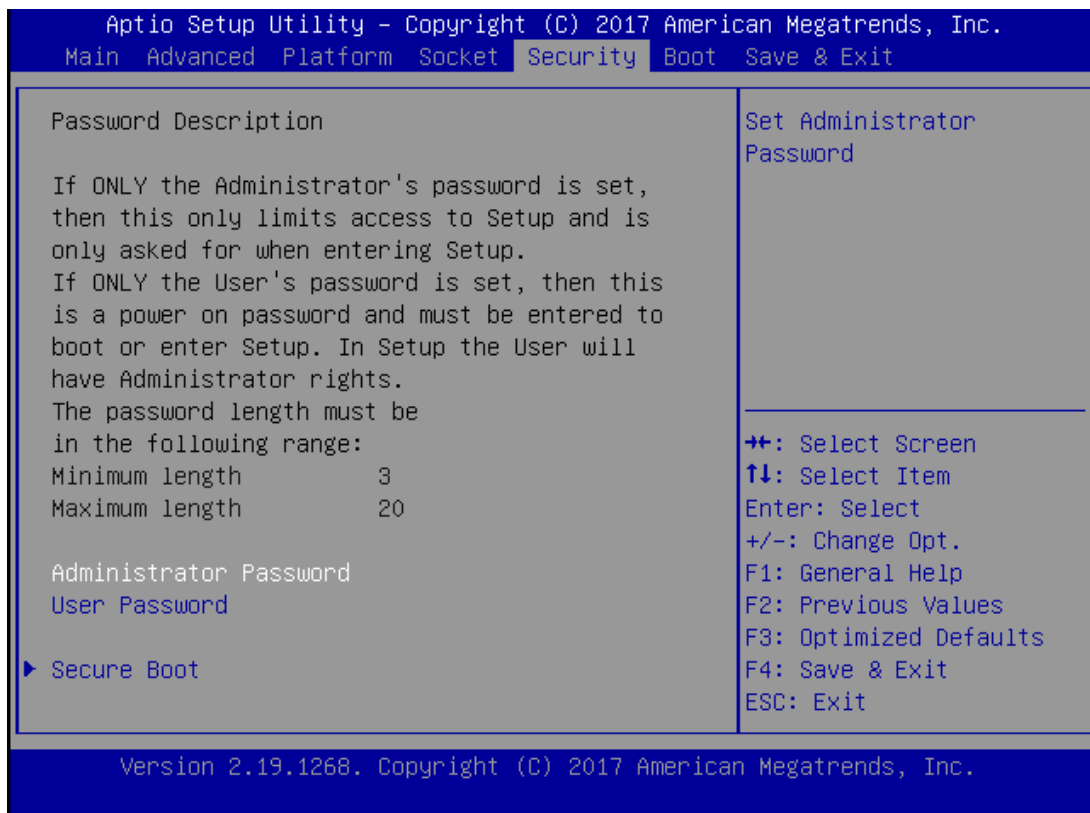 Aptio Setup Utility – Copyright (C) 2017 American Megatrends, Inc.
Main Advanced Platform Socket Security Boot Save & Exit
Password Description
If ONLY the Administrator's password is set,
then this only limits access to Setup and is
only asked for when entering Setup.
If ONLY the User's password is set, then this
is a power on password and must be entered to
boot or enter Setup. In Setup the User will
have Administrator rights.
The password length must be
in the following range:
Minimum length 3
Maximum length 20
Administrator Password
User Password
Secure Boot
Set Administrator
Password
→←: Select Screen
↑↓: Select Item
Enter: Select
+/-: Change Opt.
F1: General Help
F2: Previous Values
F3: Optimized Defaults
F4: Save & Exit
ESC: Exit
Version 2.19.1268. Copyright (C) 2017 American Megatrends, Inc.